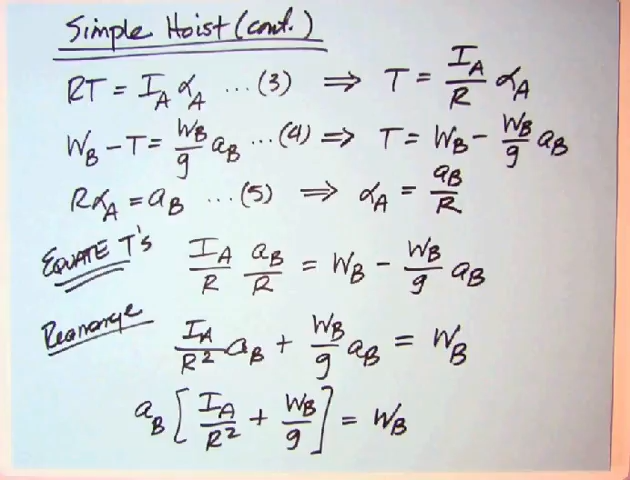 Simple Hoist (cont.)
RT = I_A α_A ...(3) ⇒ T = I_A/R α_A
W_B − T = W_B/g a_B ...(4) ⇒ T = W_B − W_B/g a_B
Rα_A = a_B ...(5) ⇒ α_A = a_B/R
EQUATE T's I_A/R a_B/R = W_B − W_B/g a_B
Rearrange I_A/R² a_B + W_B/g a_B = W_B
a_B [I_A/R² + W_B/g] = W_B